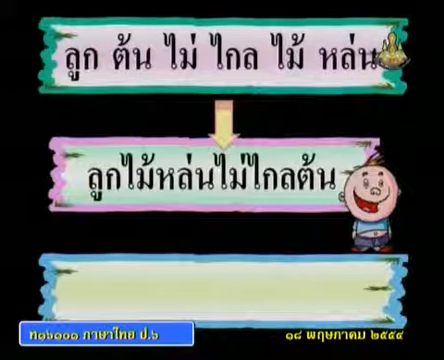 ลูก ต้น ไม่ ไกล ไม้ หล่น
ลูกไม้หล่นไม่ไกลต้น
ท๑๖๑๐๑ ภาษาไทย ป.๖
๑๘ พฤษภาคม ๒๕๕๔